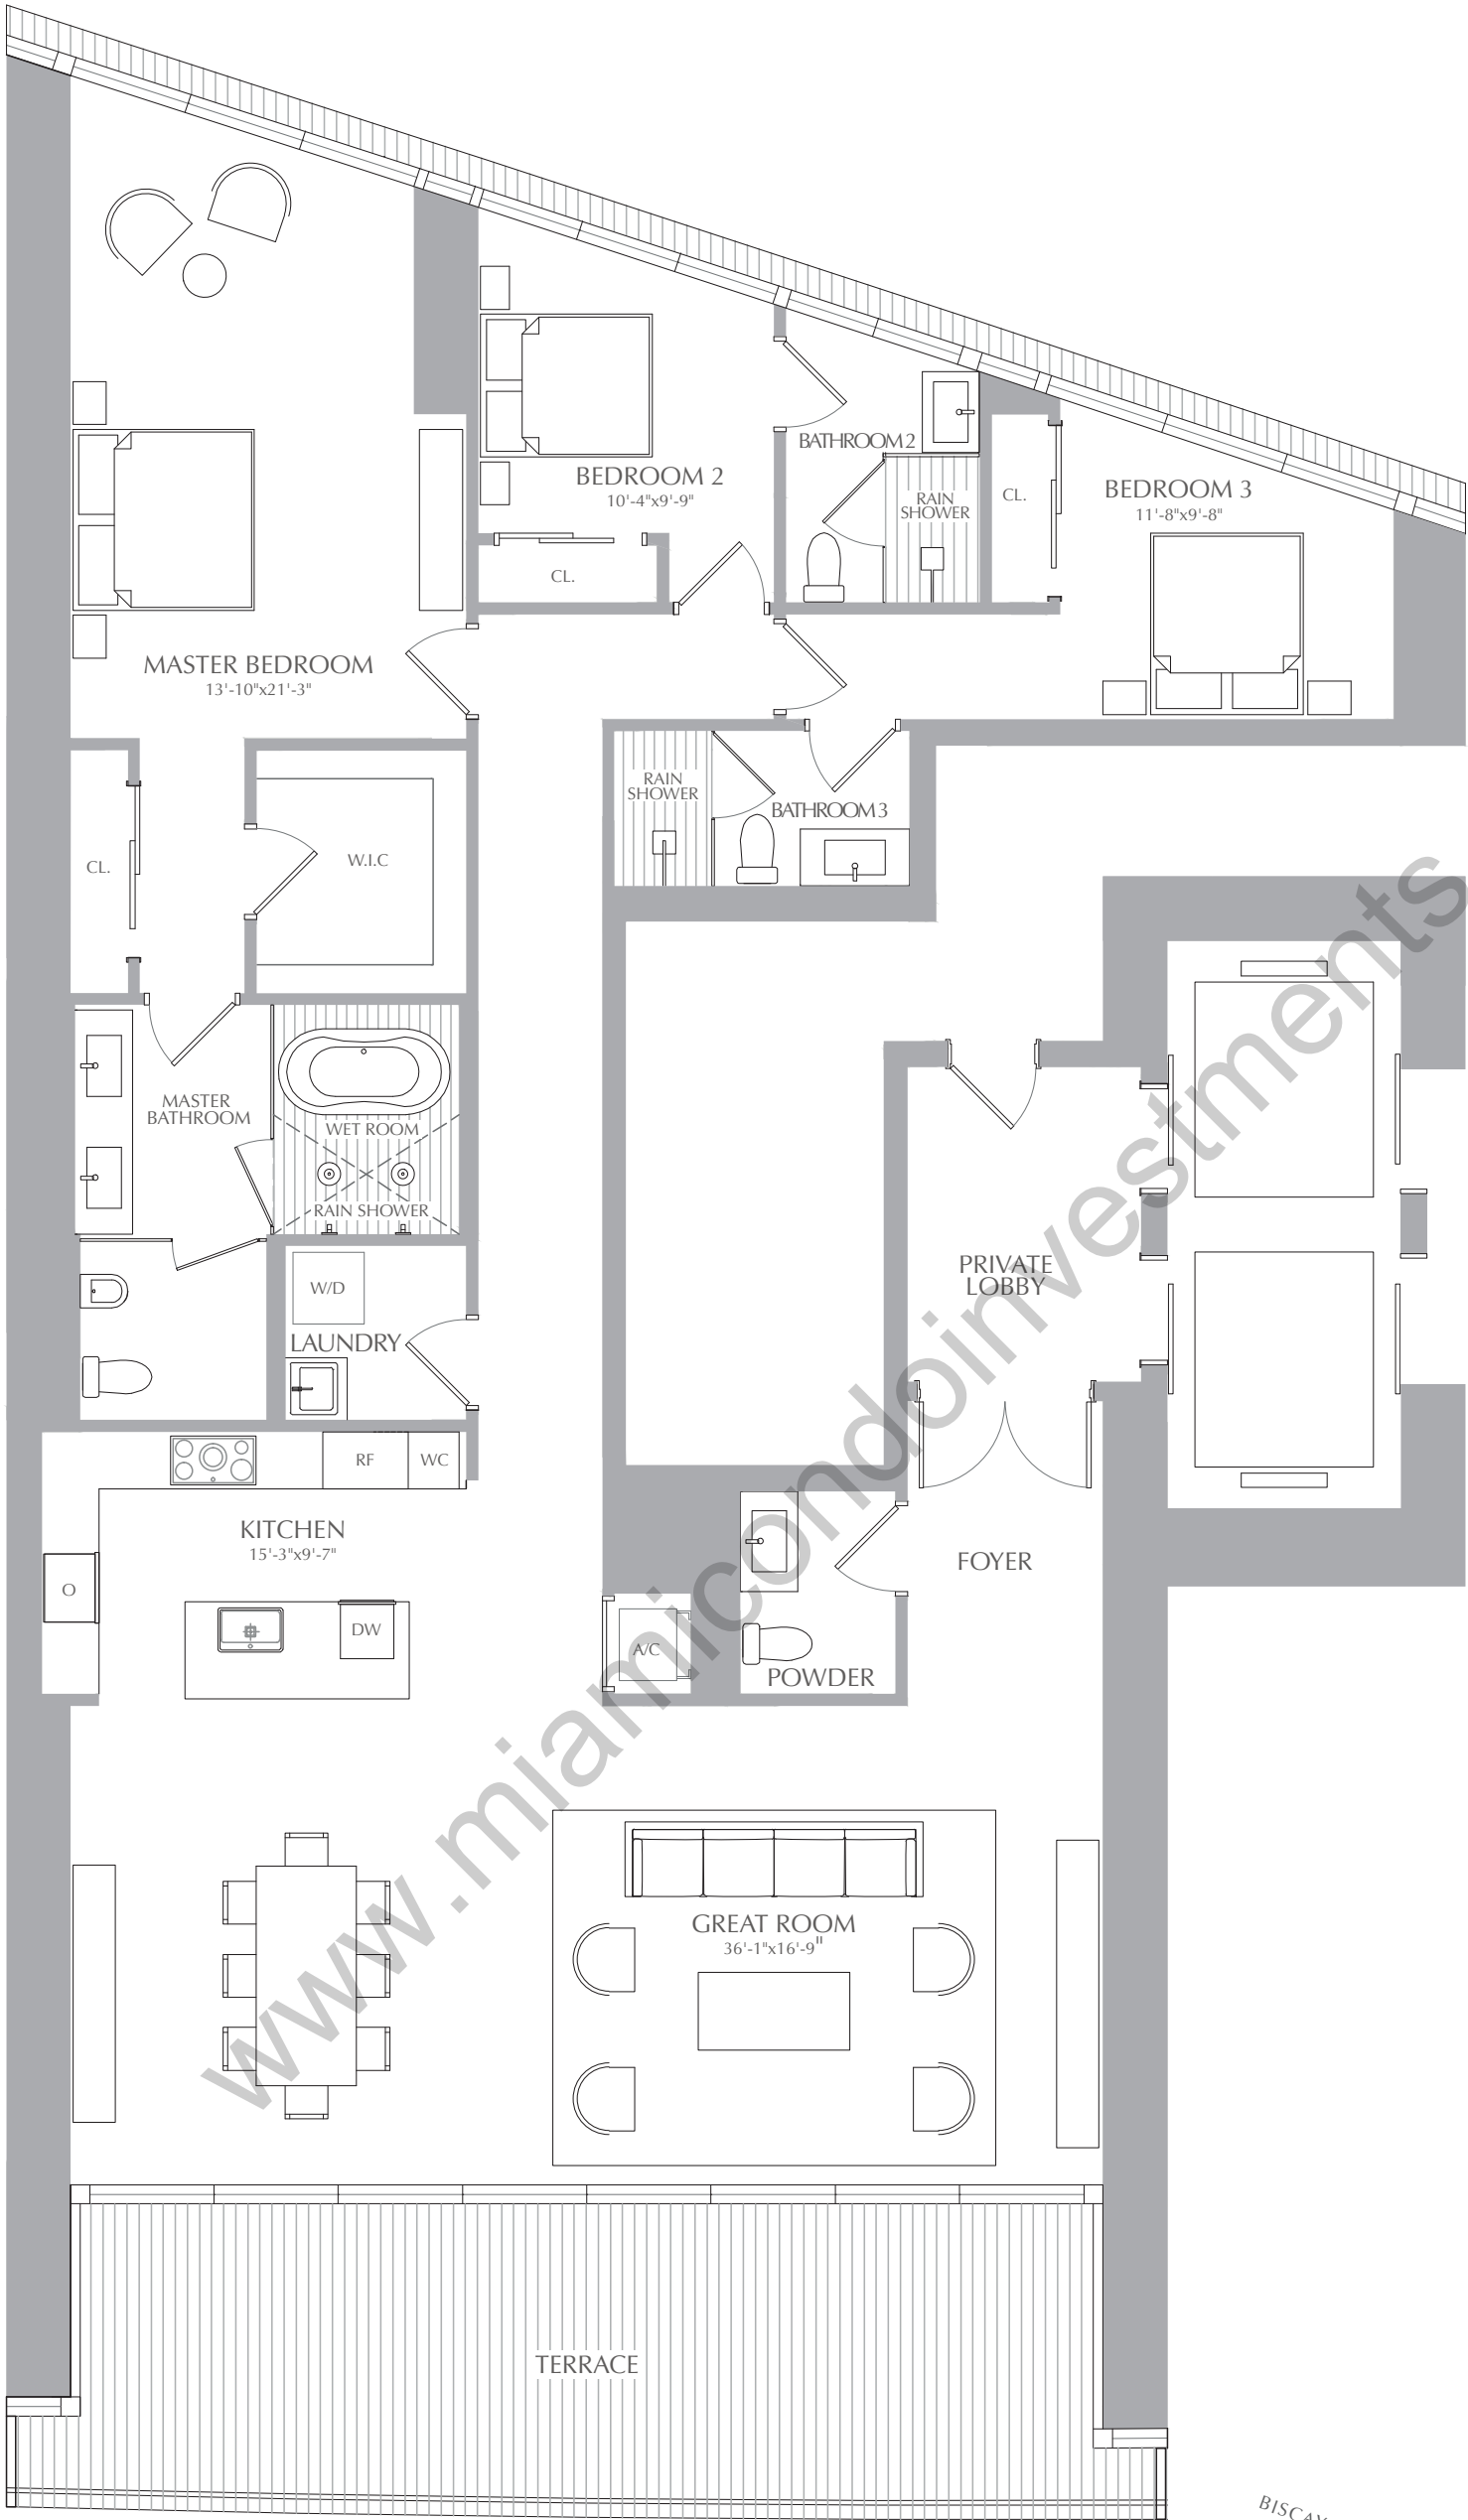 BEDROOM 2
10'-4"x9'-9"
BATHROOM 2
RAIN
SHOWER
CL.
BEDROOM 3
11'-8"x9'-8"
CL.
MASTER BEDROOM
13'-10"x21'-3"
RAIN
SHOWER
BATHROOM 3
CL.
W.I.C
MASTER
BATHROOM
WET ROOM
RAIN SHOWER
W/D
LAUNDRY
PRIVATE
LOBBY
RF
WC
KITCHEN
15'-3"x9'-7"
O
DW
FOYER
A/C
POWDER
GREAT ROOM
36'-1"x16'-9"
TERRACE
www.miamicondoinvestments